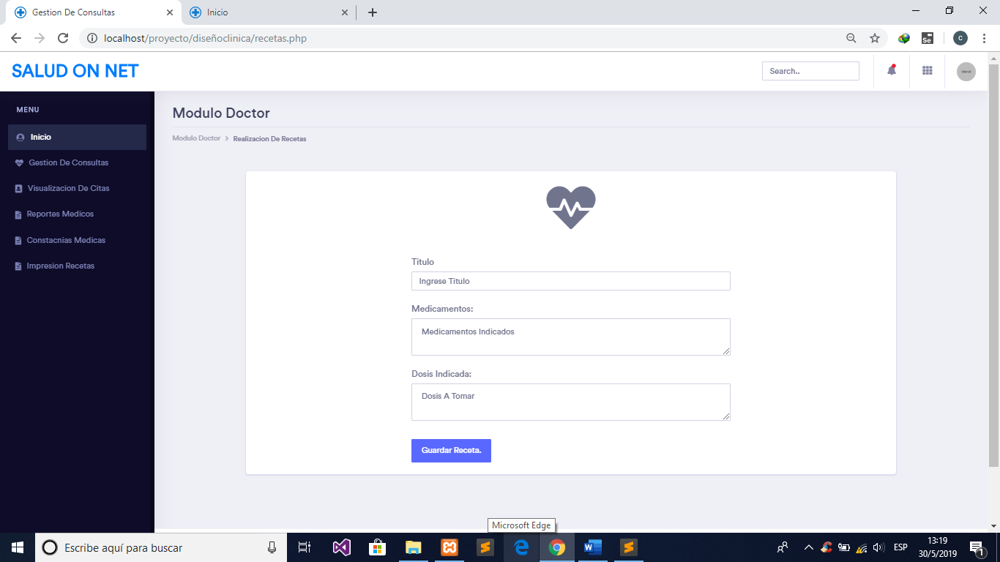 Gestion De Consultas
Inicio
localhost/proyecto/diseñoclinica/recetas.php
Se
c
SALUD ON NET
Search..
MENU
Inicio
Gestion De Consultas
Visualizacion De Citas
Reportes Medicos
Constacnias Medicas
Impresion Recetas
Modulo Doctor
Modulo Doctor > Realizacion De Recetas
Titulo
Ingrese Titulo
Medicamentos:
Medicamentos Indicados
Dosis Indicada:
Dosis A Tomar
Guardar Receta.
Microsoft Edge
Escribe aquí para buscar
ESP
13:19
30/5/2019
1